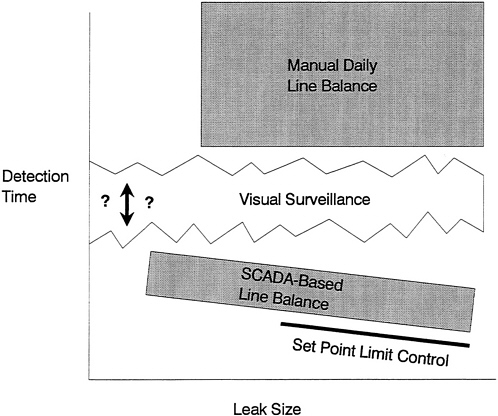 Manual Daily
Line Balance
Detection
Time
? ?
Visual Surveillance
SCADA-Based
Line Balance
Set Point Limit Control
Leak Size